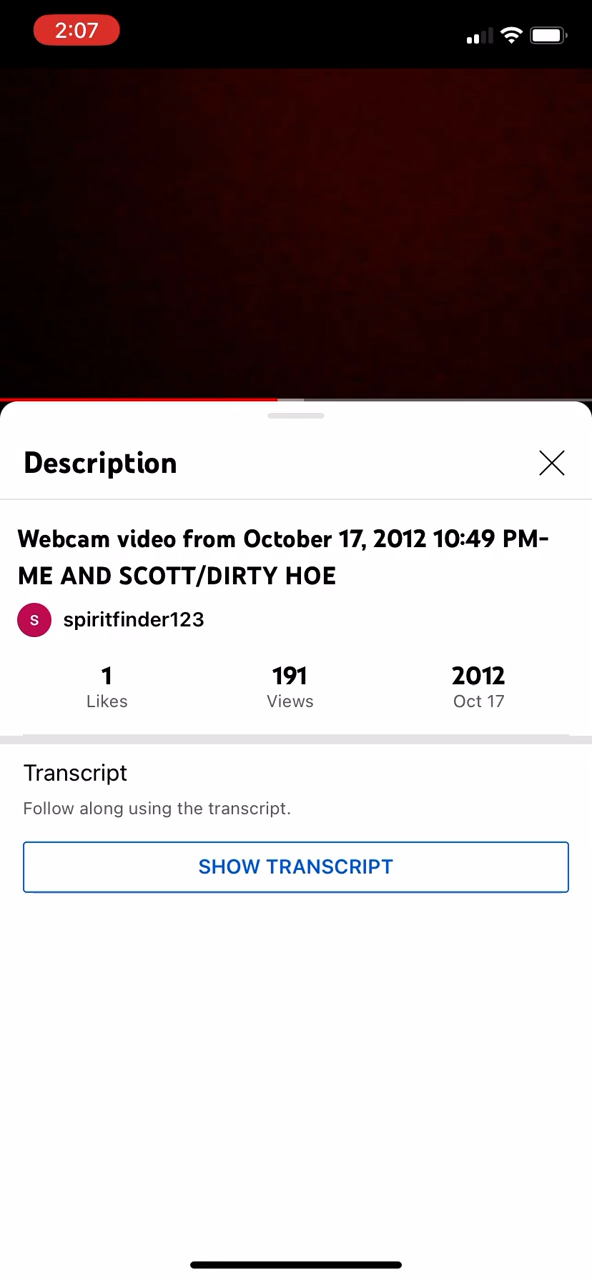 2:07
Description
Webcam video from October 17, 2012 10:49 PM-
ME AND SCOTT/DIRTY HOE
S spiritfinder123
1 191 2012
Likes Views Oct 17
Transcript
Follow along using the transcript.
SHOW TRANSCRIPT